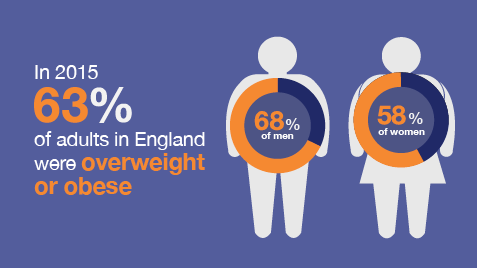 In 2015
63%
of adults in England
were overweight
or obese
68%
of men
58%
of women